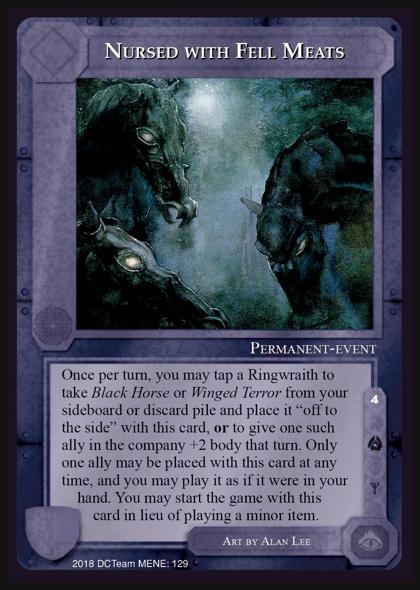 NURSED WITH FELL MEATS
PERMANENT-EVENT
Once per turn, you may tap a Ringwraith to
take Black Horse or Winged Terror from your
sideboard or discard pile and place it “off to
the side” with this card, or to give one such
ally in the company +2 body that turn. Only
one ally may be placed with this card at any
time, and you may play it as if it were in your
hand. You may start the game with this
card in lieu of playing a minor item.
4
ART BY ALAN LEE
2018 DCTeam MENE: 129